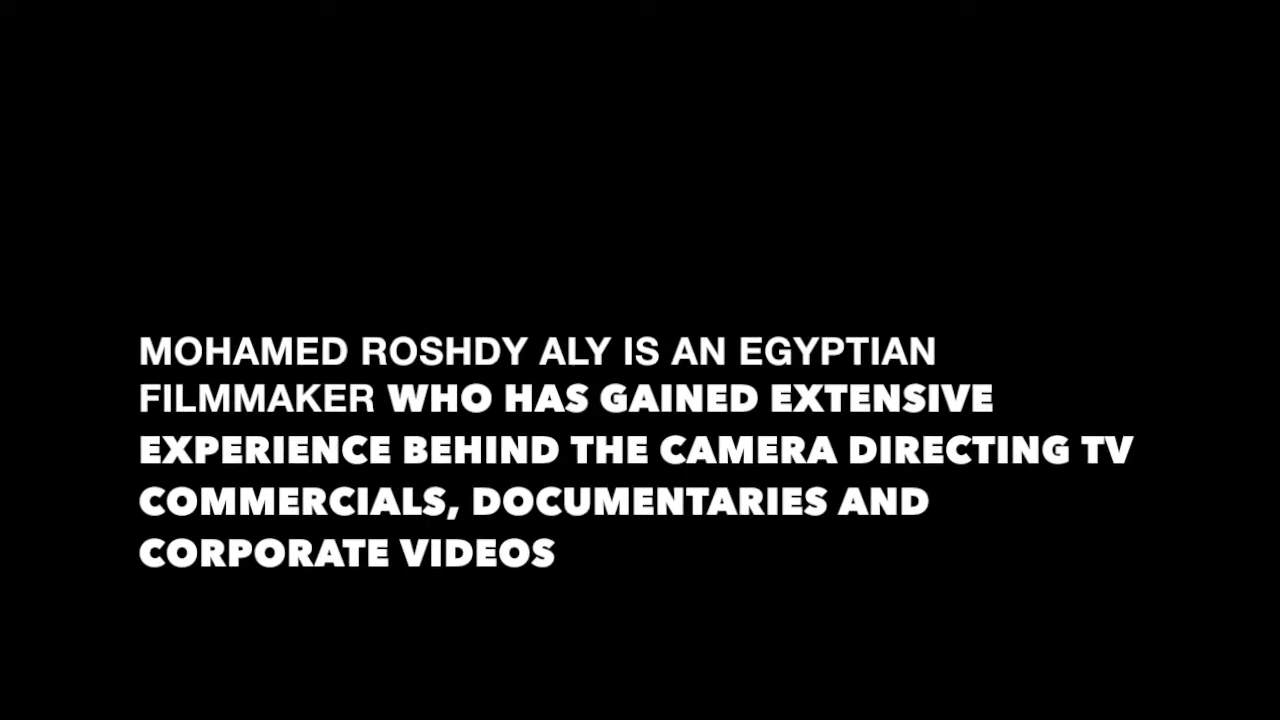 MOHAMED ROSHDY ALY IS AN EGYPTIAN
FILMMAKER WHO HAS GAINED EXTENSIVE
EXPERIENCE BEHIND THE CAMERA DIRECTING TV
COMMERCIALS, DOCUMENTARIES AND
CORPORATE VIDEOS